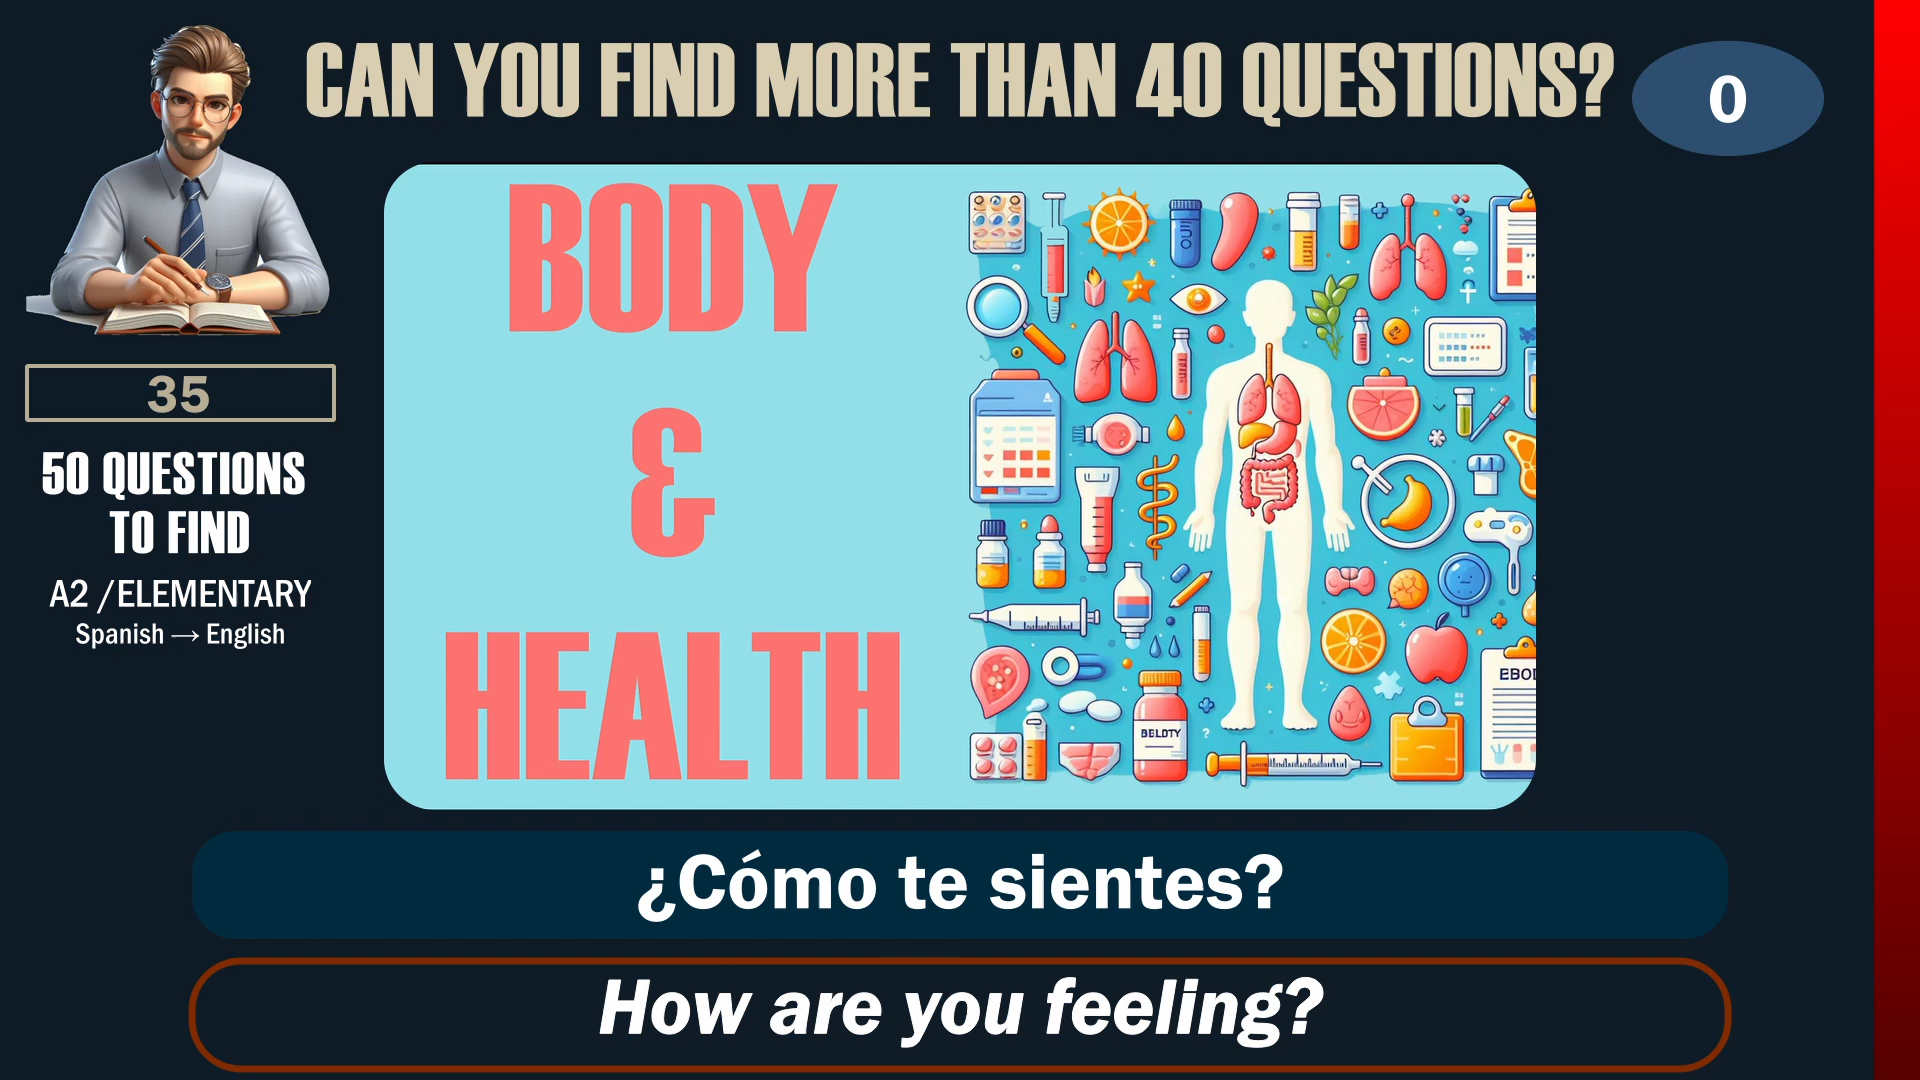 CAN YOU FIND MORE THAN 40 QUESTIONS?
0
BODY
&
HEALTH
35
50 QUESTIONS
TO FIND
A2 /ELEMENTARY
Spanish → English
BELDTY
EBOD
¿Cómo te sientes?
How are you feeling?